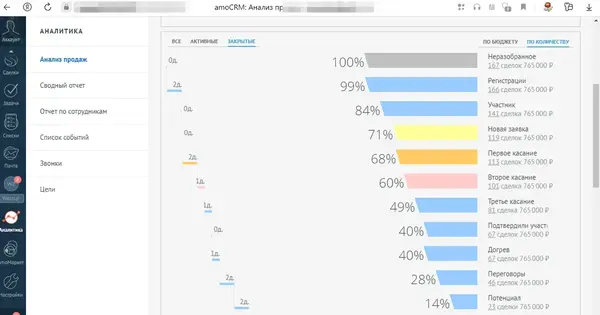 amoCRM: Анализ пр
АНАЛИТИКА
Анализ продаж
Сводный отчет
Отчет по сотрудникам
Список событий
Звонки
Цели
Аккаунт
Сделки
Задачи
Списки
Почта
Аналитика
amoМаркет
Настройки
ВСЕ АКТИВНЫЕ ЗАКРЫТЫЕ ПО БЮДЖЕТУ ПО КОЛИЧЕСТВУ
0д. 100% Неразобранное
167 сделок 765 000 ₽
99% Регистрации
166 сделок 765 000 ₽
0д. 84% Участник
141 сделка 765 000 ₽
0д. 71% Новая заявка
119 сделок 765 000 ₽
68% Первое касание
113 сделок 765 000 ₽
1д. 60% Второе касание
101 сделка 765 000 ₽
1д. 49% Третье касание
81 сделка 765 000 ₽
0д. 40% Подтвердили участ
67 сделок 765 000 ₽
1д. 40% Догрев
67 сделок 765 000 ₽
2д. 28% Переговоры
46 сделок 765 000 ₽
2д. 14% Потенциал
23 сделки 765 000 ₽